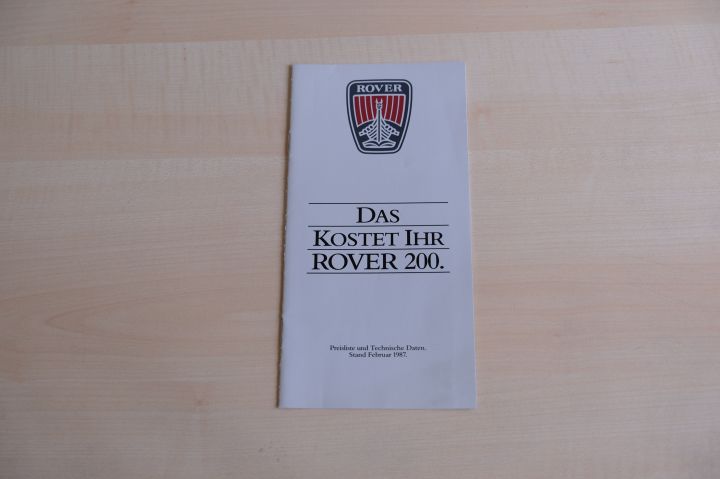 ROVER
DAS
KOSTET IHR
ROVER 200.
Preisliste und Technische Daten.
Stand Februar 1987.